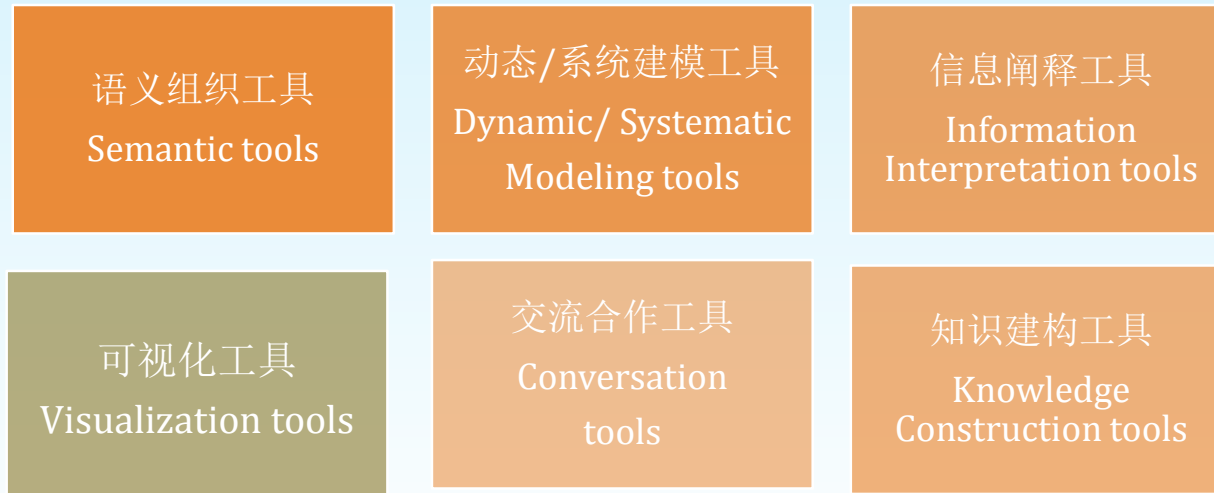 语义组织工具
Semantic tools
动态/系统建模工具
Dynamic/ Systematic
Modeling tools
信息阐释工具
Information
Interpretation tools
可视化工具
Visualization tools
交流合作工具
Conversation
tools
知识建构工具
Knowledge
Construction tools